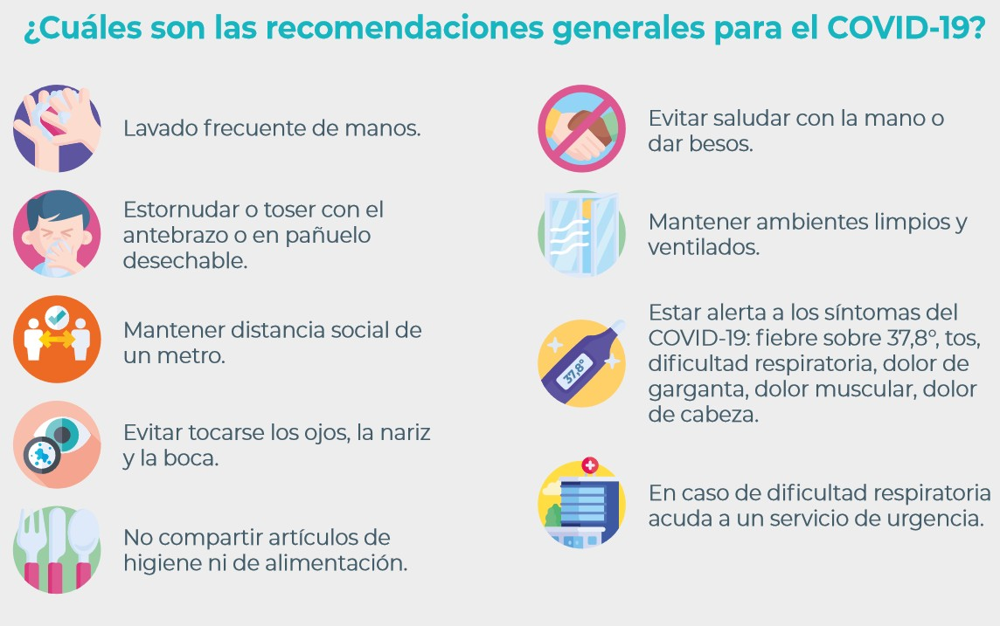 ¿Cuáles son las recomendaciones generales para el COVID-19?
Lavado frecuente de manos.
Estornudar o toser con el
antebrazo o en pañuelo
desechable.
Mantener distancia social de
un metro.
Evitar tocarse los ojos, la nariz
y la boca.
No compartir artículos de
higiene ni de alimentación.
Evitar saludar con la mano o
dar besos.
Mantener ambientes limpios y
ventilados.
37,8°
Estar alerta a los síntomas del
COVID-19: fiebre sobre 37,8°, tos,
dificultad respiratoria, dolor de
garganta, dolor muscular, dolor
de cabeza.
En caso de dificultad respiratoria
acuda a un servicio de urgencia.